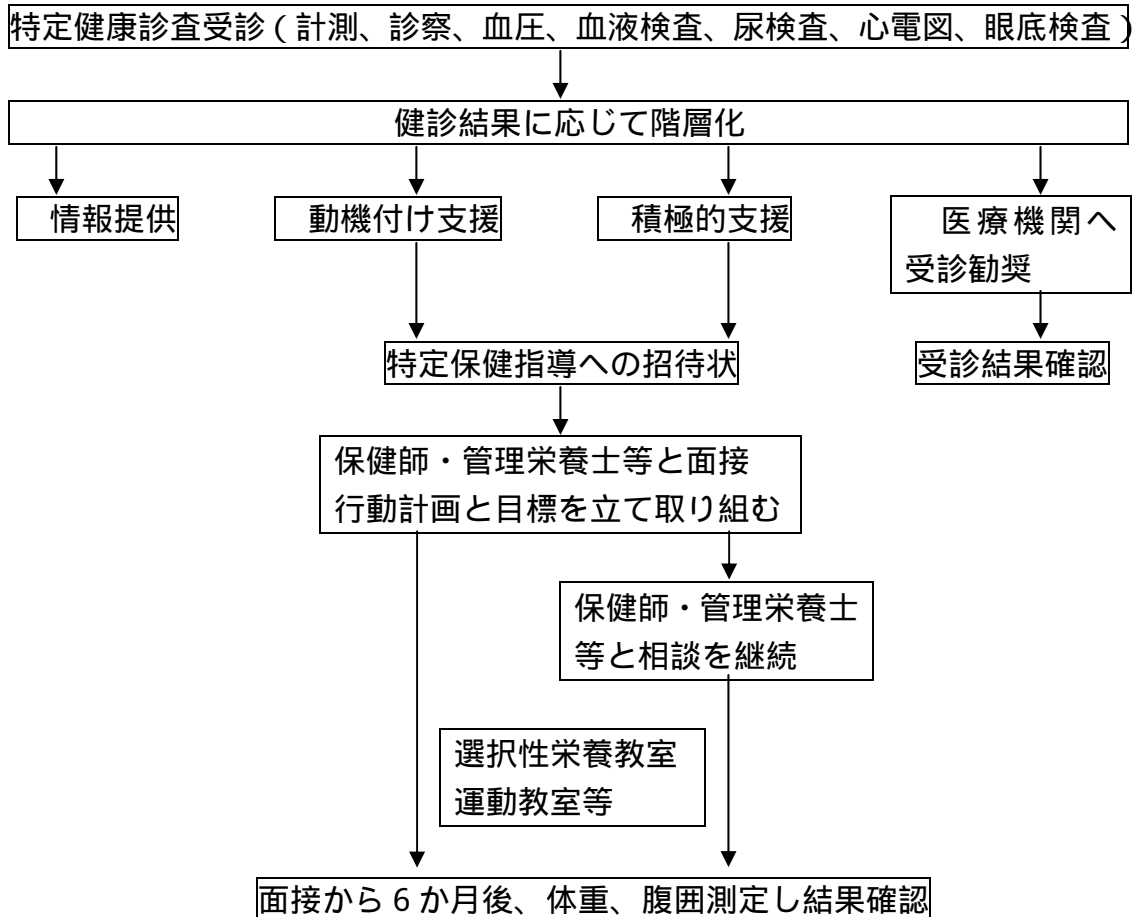 特定健康診査受診（計測、診察、血圧、血液検査、尿検査、心電図、眼底検査）
健診結果に応じて階層化
情報提供
動機付け支援
積極的支援
医療機関へ
受診勧奨
特定保健指導への招待状
受診結果確認
保健師・管理栄養士等と面接
行動計画と目標を立て取り組む
保健師・管理栄養士
等と相談を継続
選択性栄養教室
運動教室等
面接から６か月後、体重、腹囲測定し結果確認